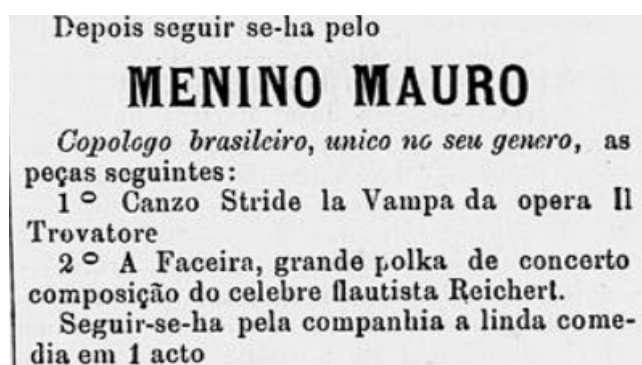 Depois seguir se-ha pelo
MENINO MAURO
Copologo brasileiro, unico no seu genero, as
peças seguintes:
1º Canzo Stride la Vampa da opera Il
Trovatore
2º A Faceira, grande polka de concerto
composição do celebre flautista Reichert.
Seguir-se-ha pela companhia a linda come-
dia em 1 acto